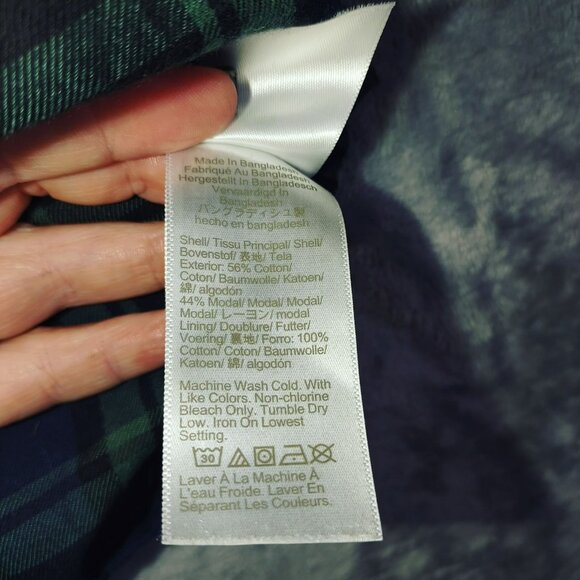 Made In Bangladesh
Fabriqué Au Bangladesh
Hergestellt In Bangladesch
Vervaardigd In
Bangladesh
バングラディシュ製
hecho en bangladesh
Shell/ Tissu Principal/ Shell/
Bovenstof/ 表地/ Tela
Exterior: 56% Cotton/
Coton/ Baumwolle/ Katoen/
綿/ algodón
44% Modal/ Modal/ Modal/
Modal/ レーヨン/ modal
Lining/ Doublure/ Futter/
Voering/ 裏地/ Forro: 100%
Cotton/ Coton/ Baumwolle/
Katoen/ 綿/ algodón
Machine Wash Cold. With
Like Colors. Non-chlorine
Bleach Only. Tumble Dry
Low. Iron On Lowest
Setting.
30
Laver À La Machine À
L'eau Froide. Laver En
Séparant Les Couleurs.